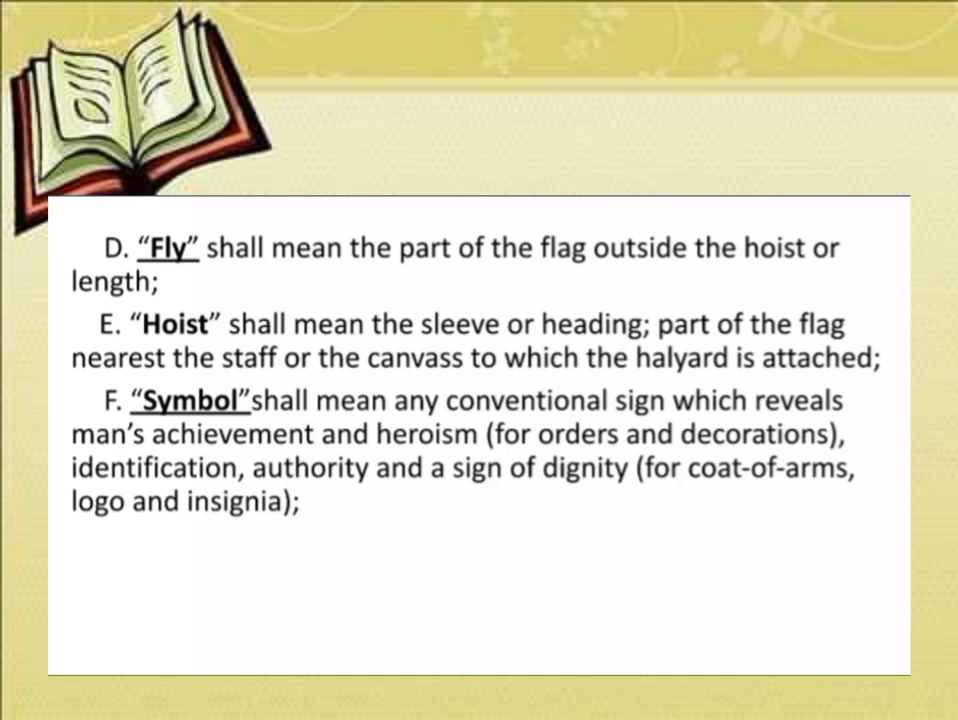 D. “Fly” shall mean the part of the flag outside the hoist or
length;
E. “Hoist” shall mean the sleeve or heading; part of the flag
nearest the staff or the canvass to which the halyard is attached;
F. “Symbol”shall mean any conventional sign which reveals
man’s achievement and heroism (for orders and decorations),
identification, authority and a sign of dignity (for coat-of-arms,
logo and insignia);